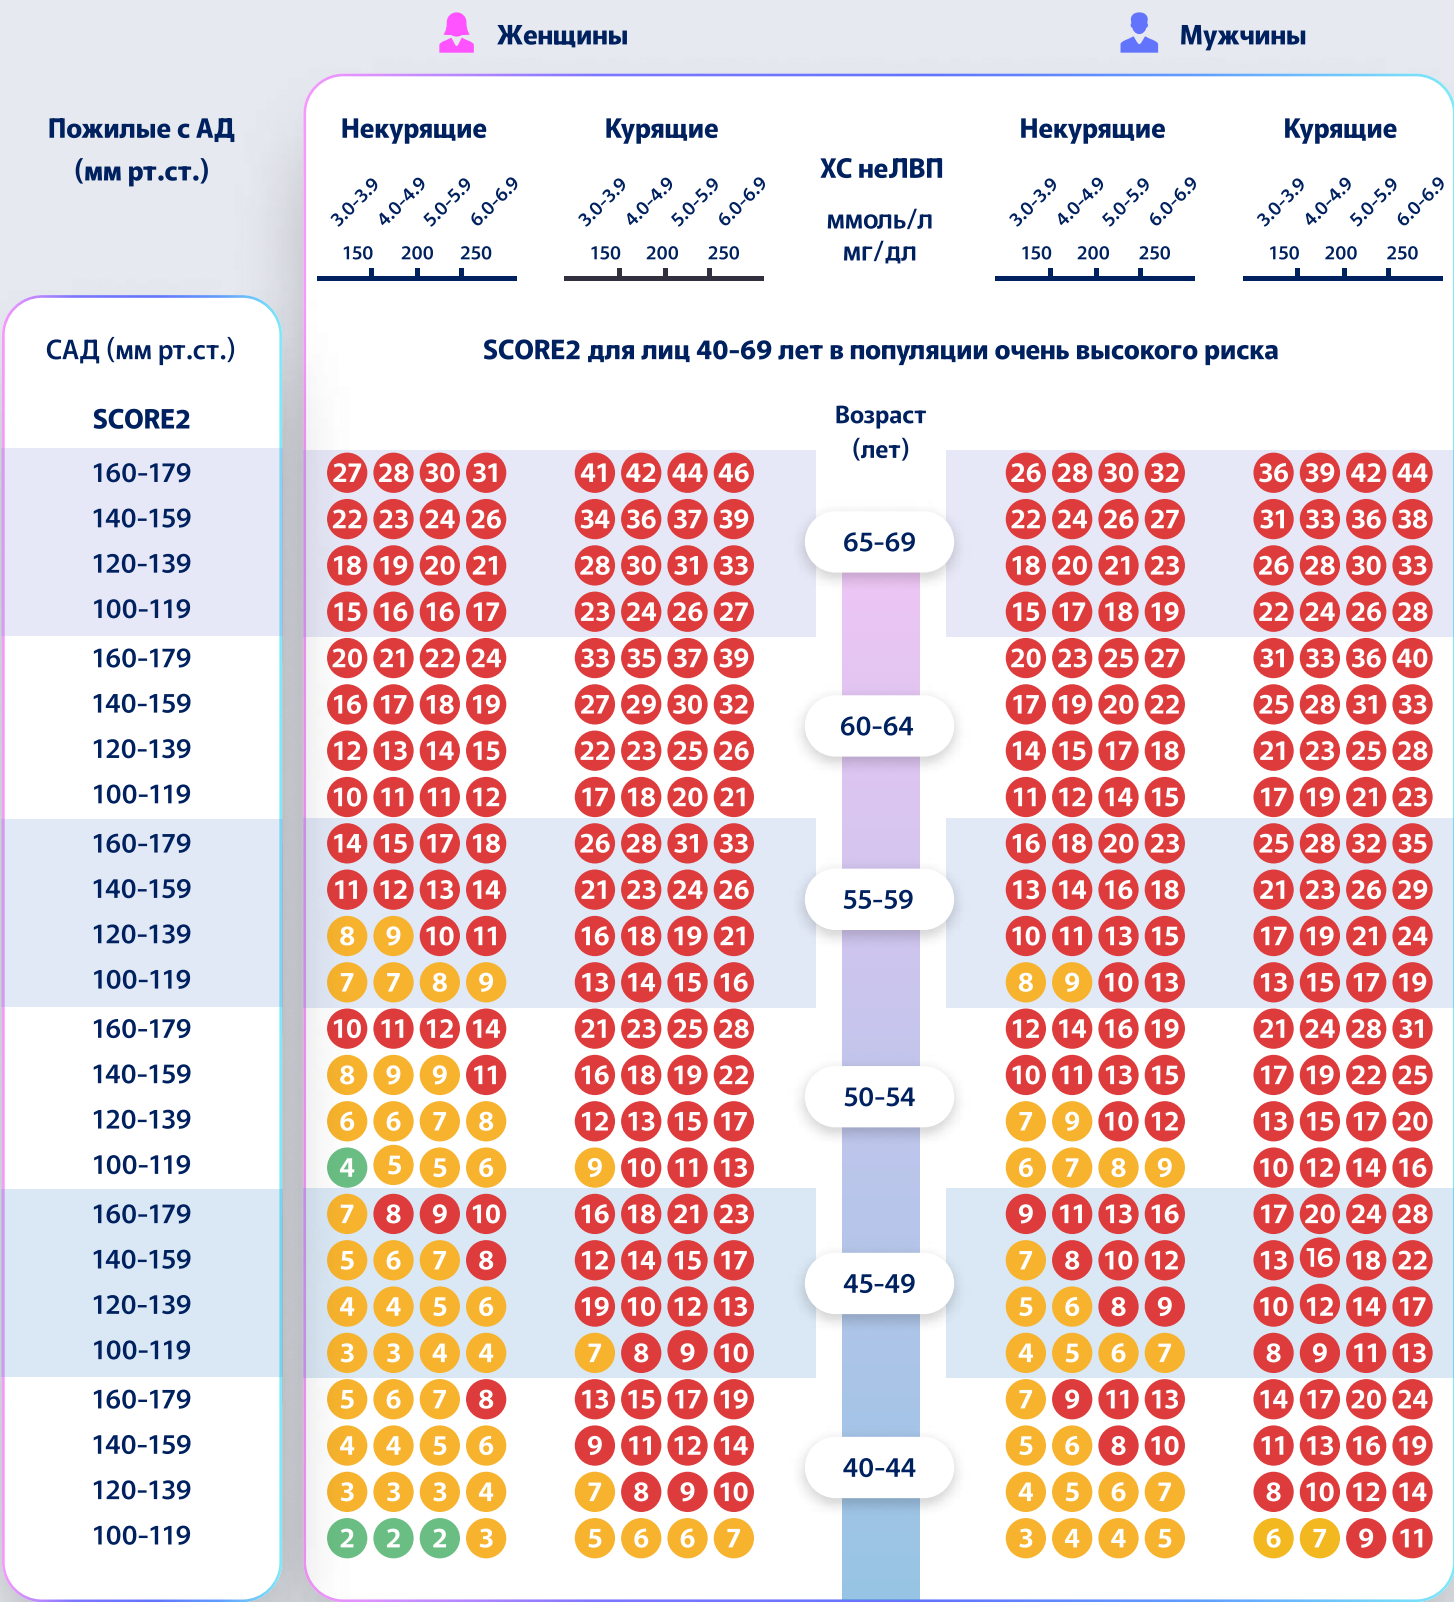 Женщины Мужчины
Пожилые с АД
(мм рт.ст.)
Некурящие Курящие Некурящие Курящие
ХС неЛВП
3.0–3.9 4.0–4.9 5.0–5.9 6.0–6.9 3.0–3.9 4.0–4.9 5.0–5.9 6.0–6.9 ммоль/л 3.0–3.9 4.0–4.9 5.0–5.9 6.0–6.9 3.0–3.9 4.0–4.9 5.0–5.9 6.0–6.9
150 200 250 150 200 250 мг/дл 150 200 250 150 200 250
САД (мм рт.ст.) SCORE2 для лиц 40–69 лет в популяции очень высокого риска
SCORE2
Возраст
(лет)
160–179 27 28 30 31 41 42 44 46 26 28 30 32 36 39 42 44
140–159 22 23 24 26 34 36 37 39 22 24 26 27 31 33 36 38
65–69
120–139 18 19 20 21 28 30 31 33 18 20 21 23 26 28 30 33
100–119 15 16 16 17 23 24 26 27 15 17 18 19 22 24 26 28
160–179 20 21 22 24 33 35 37 39 20 23 25 27 31 33 36 40
140–159 16 17 18 19 27 29 30 32 17 19 20 22 25 28 31 33
60–64
120–139 12 13 14 15 22 23 25 26 14 15 17 18 21 23 25 28
100–119 10 11 11 12 17 18 20 21 11 12 14 15 17 19 21 23
160–179 14 15 17 18 26 28 31 33 16 18 20 23 25 28 32 35
140–159 11 12 13 14 21 23 24 26 55–59 13 14 16 18 21 23 26 29
120–139 8 9 10 11 16 18 19 21 10 11 13 15 17 19 21 24
100–119 7 7 8 9 13 14 15 16 8 9 10 13 13 15 17 19
160–179 10 11 12 14 21 23 25 28 12 14 16 19 21 24 28 31
140–159 8 9 9 11 16 18 19 22 10 11 13 15 17 19 22 25
50–54
120–139 6 6 7 8 12 13 15 17 7 9 10 12 13 15 17 20
100–119 4 5 5 6 9 10 11 13 6 7 8 9 10 12 14 16
160–179 7 8 9 10 16 18 21 23 9 11 13 16 17 20 24 28
140–159 5 6 7 8 12 14 15 17 7 8 10 12 13 16 18 22
45–49
120–139 4 4 5 6 19 10 12 13 5 6 8 9 10 12 14 17
100–119 3 3 4 4 7 8 9 10 4 5 6 7 8 9 11 13
160–179 5 6 7 8 13 15 17 19 7 9 11 13 14 17 20 24
140–159 4 4 5 6 9 11 12 14 5 6 8 10 11 13 16 19
40–44
120–139 3 3 3 4 7 8 9 10 4 5 6 7 8 10 12 14
100–119 2 2 2 3 5 6 6 7 3 4 4 5 6 7 9 11